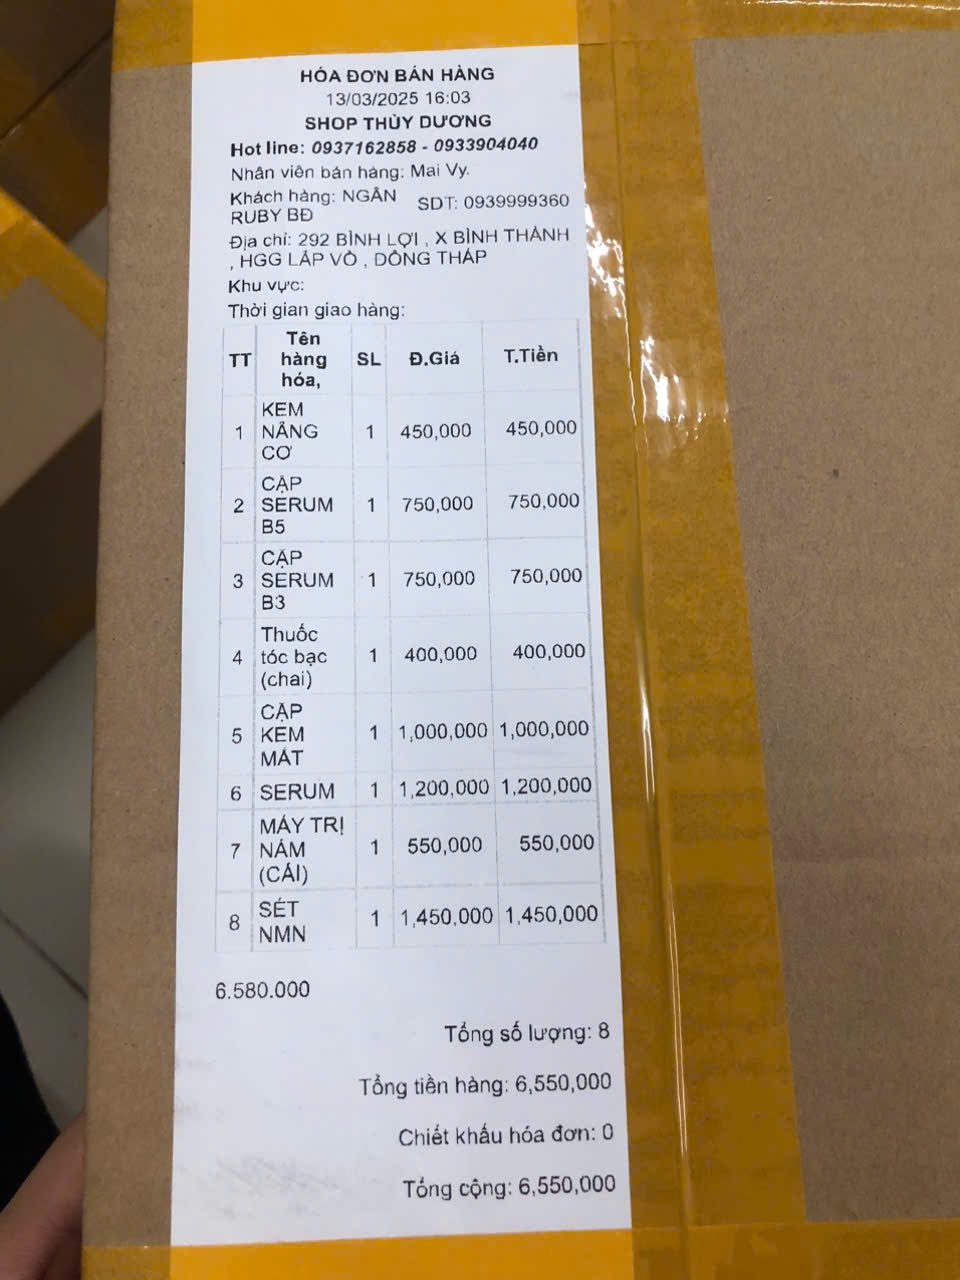 HÓA ĐƠN BÁN HÀNG
13/03/2025 16:03
SHOP THÙY DƯƠNG
Hot line: 0937162858 - 0933904040
Nhân viên bán hàng: Mai Vy.
Khách hàng: NGÂN RUBY BĐ SDT: 0939999360
Địa chỉ: 292 BÌNH LỢI , X BÌNH THÀNH
, HGG LẤP VÒ , ĐỒNG THÁP
Khu vực:
Thời gian giao hàng:
TT Tên hàng hóa, SL Đ.Giá T.Tiền
1 KEM NÂNG CƠ 1 450,000 450,000
2 CẶP SERUM B5 1 750,000 750,000
3 CẶP SERUM B3 1 750,000 750,000
4 Thuốc tóc bạc (chai) 1 400,000 400,000
5 CẶP KEM MẮT 1 1,000,000 1,000,000
6 SERUM 1 1,200,000 1,200,000
7 MÁY TRỊ NÁM (CÁI) 1 550,000 550,000
8 SÉT NMN 1 1,450,000 1,450,000
6.580.000
Tổng số lượng: 8
Tổng tiền hàng: 6,550,000
Chiết khấu hóa đơn: 0
Tổng cộng: 6,550,000